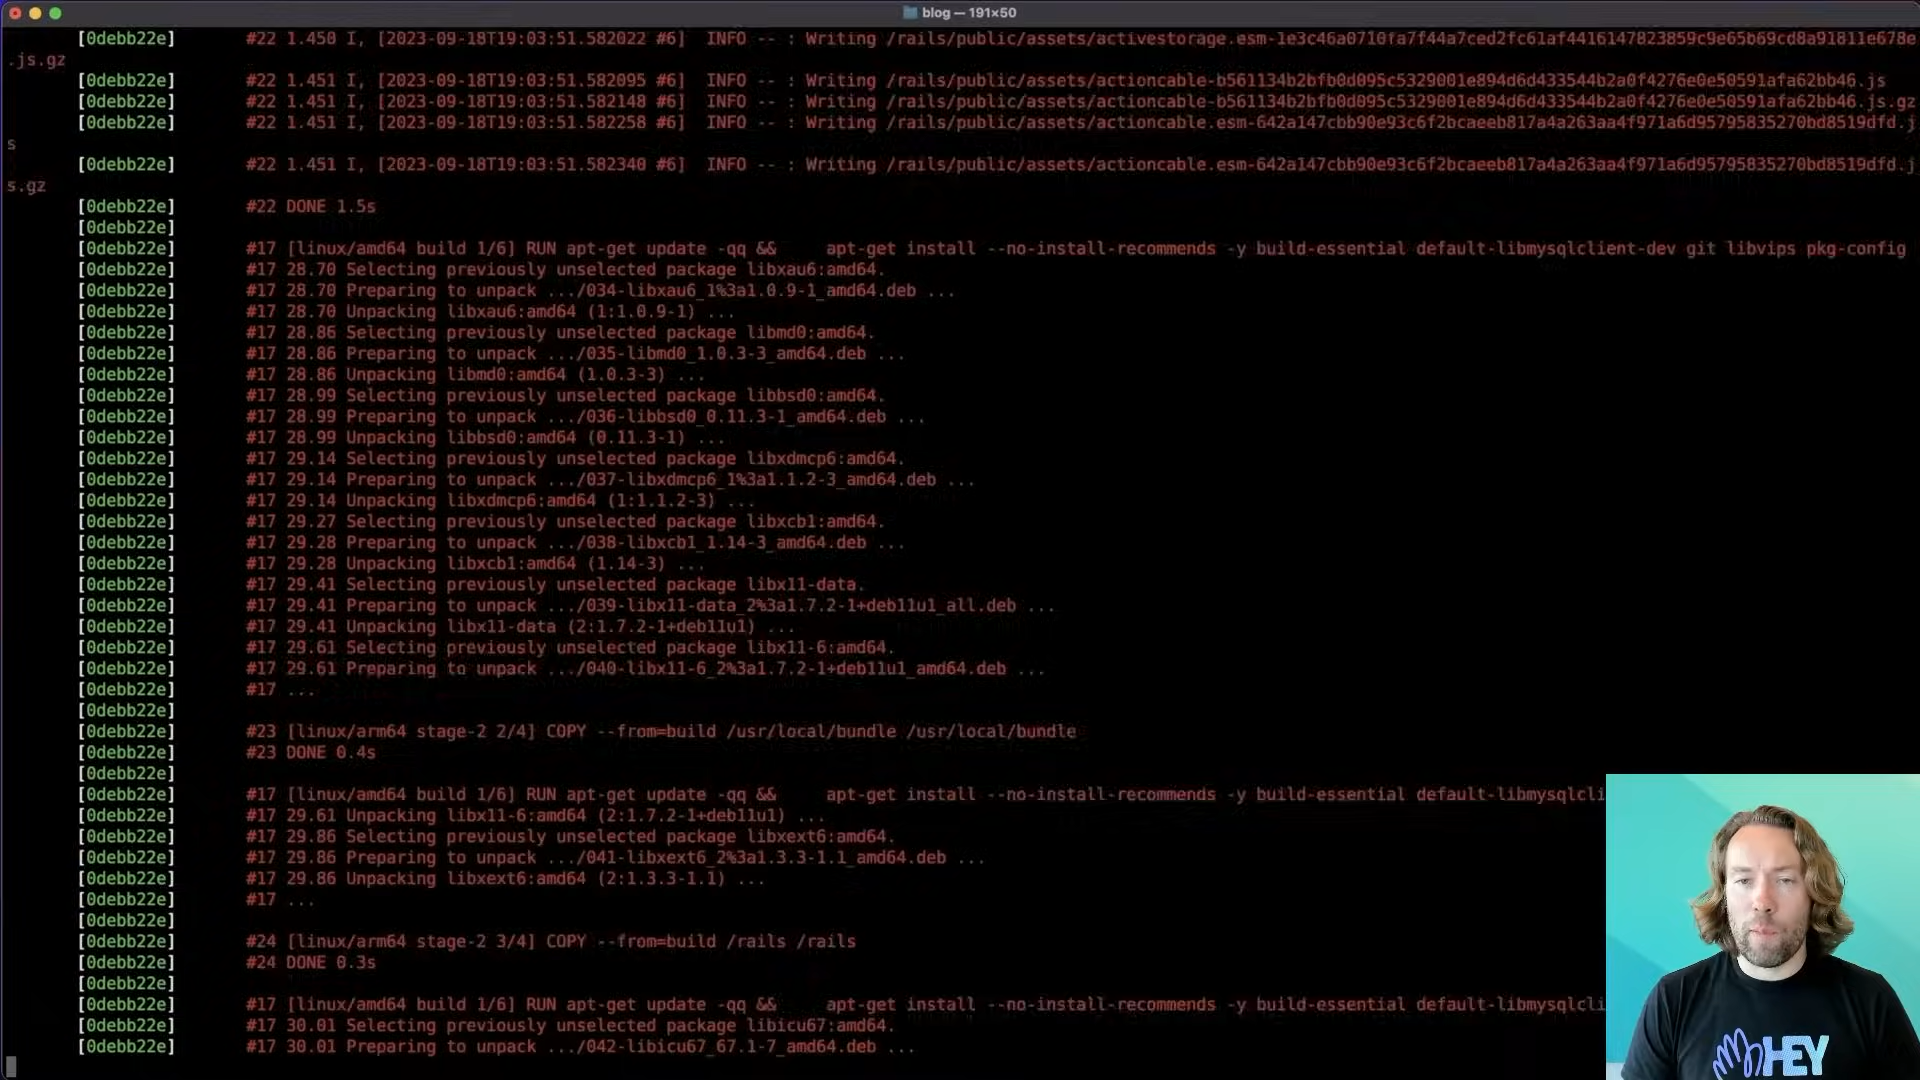 blog — 191×50
[0debb22e] #22 1.450 I, [2023-09-18T19:03:51.582022 #6]  INFO -- : Writing /rails/public/assets/activestorage.esm-1e3c46a0710fa7f44a7ced2fc61af4416147823859c9e65b69cd8a91811e678e
.js.gz
[0debb22e] #22 1.451 I, [2023-09-18T19:03:51.582095 #6]  INFO -- : Writing /rails/public/assets/actioncable-b561134b2bfb0d095c5329001e894d6d433544b2a0f4276e0e50591afa62bb46.js
[0debb22e] #22 1.451 I, [2023-09-18T19:03:51.582148 #6]  INFO -- : Writing /rails/public/assets/actioncable-b561134b2bfb0d095c5329001e894d6d433544b2a0f4276e0e50591afa62bb46.js.gz
[0debb22e] #22 1.451 I, [2023-09-18T19:03:51.582258 #6]  INFO -- : Writing /rails/public/assets/actioncable.esm-642a147cbb90e93c6f2bcaeeb817a4a263aa4f971a6d95795835270bd8519dfd.j
s
[0debb22e] #22 1.451 I, [2023-09-18T19:03:51.582340 #6]  INFO -- : Writing /rails/public/assets/actioncable.esm-642a147cbb90e93c6f2bcaeeb817a4a263aa4f971a6d95795835270bd8519dfd.j
s.gz
[0debb22e] #22 DONE 1.5s
[0debb22e]
[0debb22e] #17 [linux/amd64 build 1/6] RUN apt-get update -qq &&     apt-get install --no-install-recommends -y build-essential default-libmysqlclient-dev git libvips pkg-config
[0debb22e] #17 28.70 Selecting previously unselected package libxau6:amd64.
[0debb22e] #17 28.70 Preparing to unpack .../034-libxau6_1%3a1.0.9-1_amd64.deb ...
[0debb22e] #17 28.70 Unpacking libxau6:amd64 (1:1.0.9-1) ...
[0debb22e] #17 28.86 Selecting previously unselected package libmd0:amd64.
[0debb22e] #17 28.86 Preparing to unpack .../035-libmd0_1.0.3-3_amd64.deb ...
[0debb22e] #17 28.86 Unpacking libmd0:amd64 (1.0.3-3) ...
[0debb22e] #17 28.99 Selecting previously unselected package libbsd0:amd64.
[0debb22e] #17 28.99 Preparing to unpack .../036-libbsd0_0.11.3-1_amd64.deb ...
[0debb22e] #17 28.99 Unpacking libbsd0:amd64 (0.11.3-1) ...
[0debb22e] #17 29.14 Selecting previously unselected package libxdmcp6:amd64.
[0debb22e] #17 29.14 Preparing to unpack .../037-libxdmcp6_1%3a1.1.2-3_amd64.deb ...
[0debb22e] #17 29.14 Unpacking libxdmcp6:amd64 (1:1.1.2-3) ...
[0debb22e] #17 29.27 Selecting previously unselected package libxcb1:amd64.
[0debb22e] #17 29.28 Preparing to unpack .../038-libxcb1_1.14-3_amd64.deb ...
[0debb22e] #17 29.28 Unpacking libxcb1:amd64 (1.14-3) ...
[0debb22e] #17 29.41 Selecting previously unselected package libx11-data.
[0debb22e] #17 29.41 Preparing to unpack .../039-libx11-data_2%3a1.7.2-1+deb11u1_all.deb ...
[0debb22e] #17 29.41 Unpacking libx11-data (2:1.7.2-1+deb11u1) ...
[0debb22e] #17 29.61 Selecting previously unselected package libx11-6:amd64.
[0debb22e] #17 29.61 Preparing to unpack .../040-libx11-6_2%3a1.7.2-1+deb11u1_amd64.deb ...
[0debb22e] #17 ...
[0debb22e]
[0debb22e] #23 [linux/arm64 stage-2 2/4] COPY --from=build /usr/local/bundle /usr/local/bundle
[0debb22e] #23 DONE 0.4s
[0debb22e]
[0debb22e] #17 [linux/amd64 build 1/6] RUN apt-get update -qq &&     apt-get install --no-install-recommends -y build-essential default-libmysqlcli
[0debb22e] #17 29.61 Unpacking libx11-6:amd64 (2:1.7.2-1+deb11u1) ...
[0debb22e] #17 29.86 Selecting previously unselected package libxext6:amd64.
[0debb22e] #17 29.86 Preparing to unpack .../041-libxext6_2%3a1.3.3-1.1_amd64.deb ...
[0debb22e] #17 29.86 Unpacking libxext6:amd64 (2:1.3.3-1.1) ...
[0debb22e] #17 ...
[0debb22e]
[0debb22e] #24 [linux/arm64 stage-2 3/4] COPY --from=build /rails /rails
[0debb22e] #24 DONE 0.3s
[0debb22e]
[0debb22e] #17 [linux/amd64 build 1/6] RUN apt-get update -qq &&     apt-get install --no-install-recommends -y build-essential default-libmysqlcli
[0debb22e] #17 30.01 Selecting previously unselected package libicu67:amd64.
[0debb22e] #17 30.01 Preparing to unpack .../042-libicu67_67.1-7_amd64.deb ...
HEY